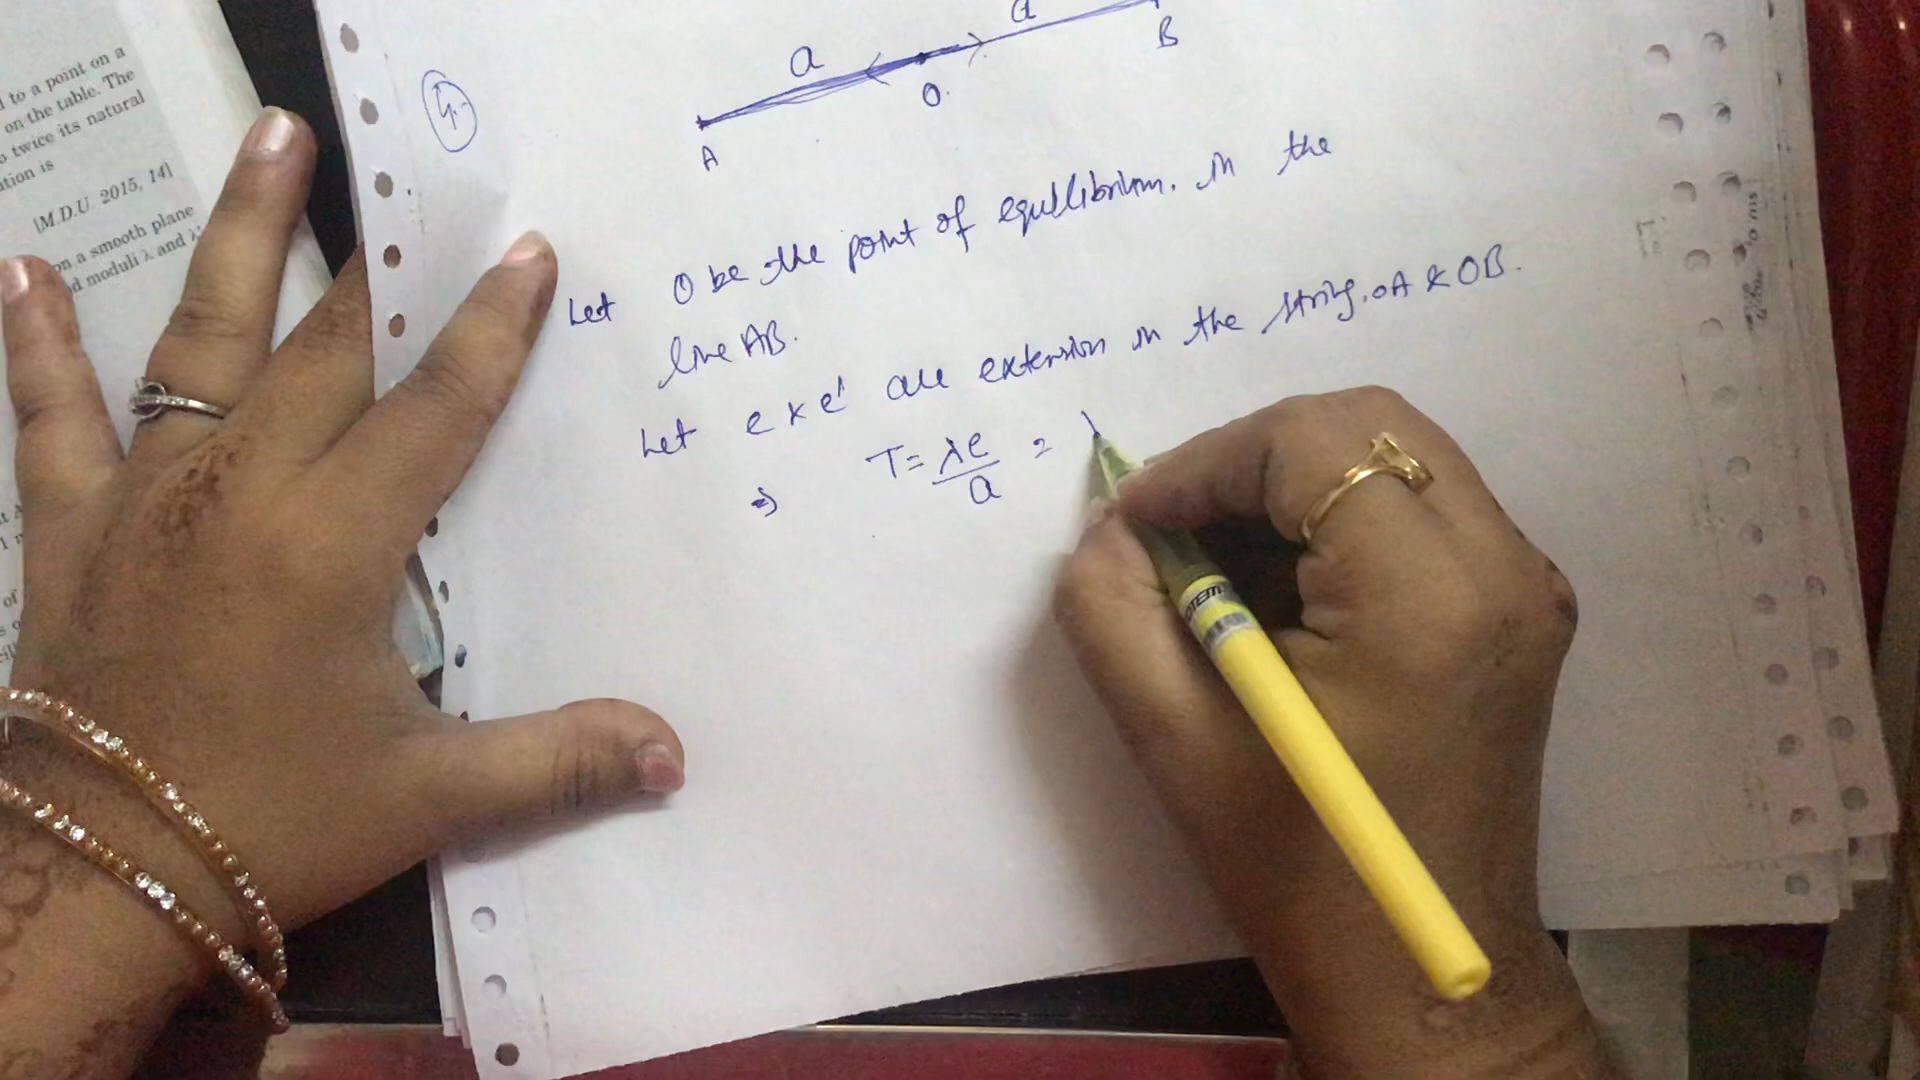 l to a point on a
on the table. The
o twice its natural
ation is
[M.D.U. 2015, 14]
on a smooth plane
nd moduli λ and λ'
4.
a
a
A
O.
B
Let O be the point of equilibrium. in the
line AB.
Let e & e' are extension in the string. OA & OB.
⇒ T = λe/a =